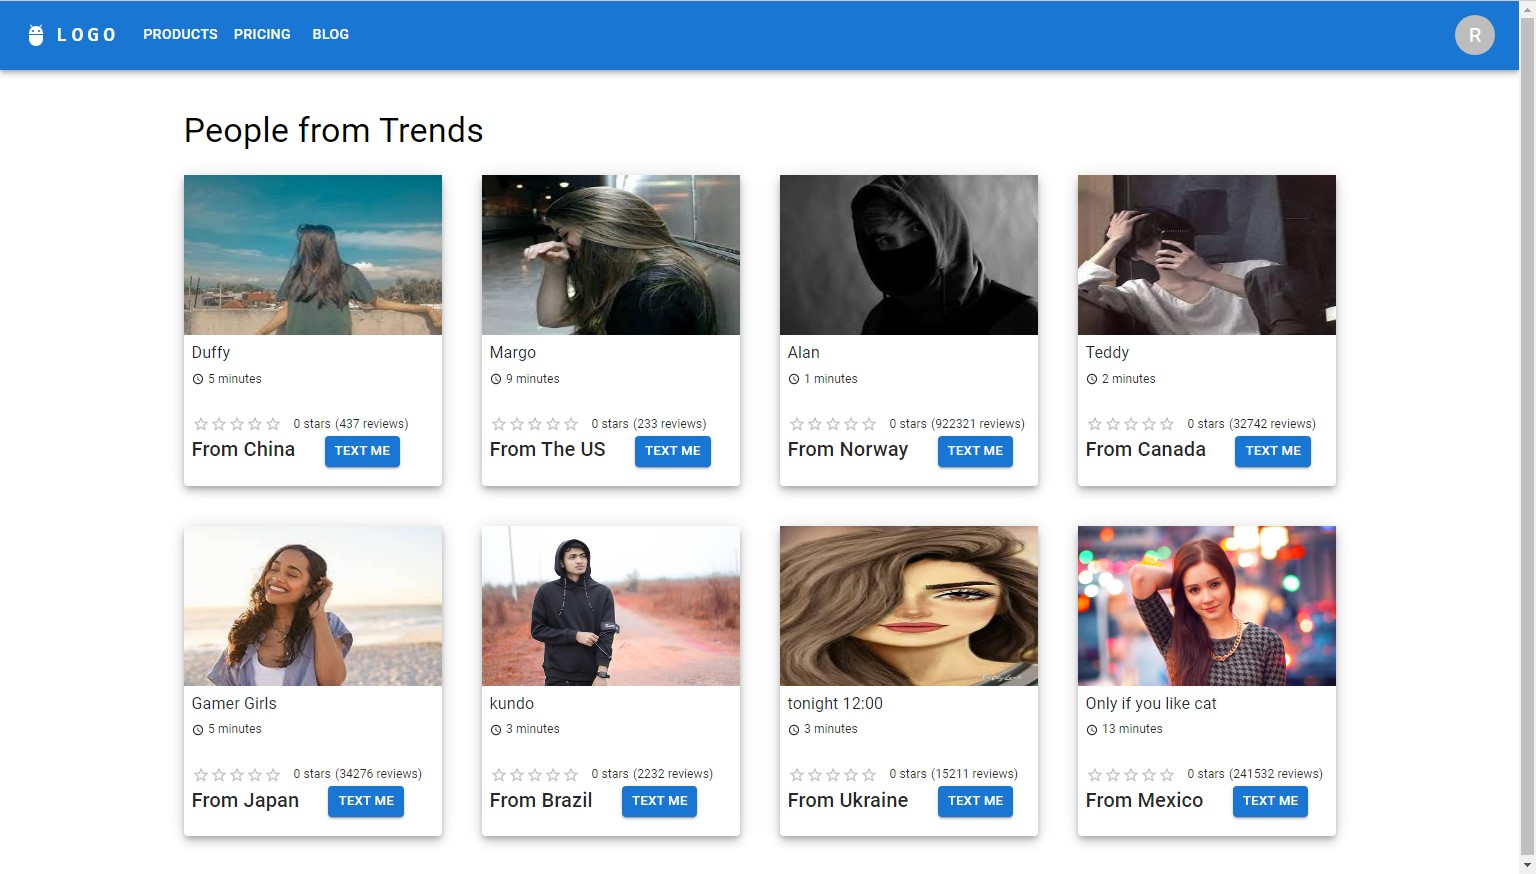 LOGO PRODUCTS PRICING BLOG R
People from Trends
Duffy
5 minutes
0 stars (437 reviews)
From China TEXT ME
Margo
9 minutes
0 stars (233 reviews)
From The US TEXT ME
Alan
1 minutes
0 stars (922321 reviews)
From Norway TEXT ME
Teddy
2 minutes
0 stars (32742 reviews)
From Canada TEXT ME
Gamer Girls
5 minutes
0 stars (34276 reviews)
From Japan TEXT ME
kundo
3 minutes
0 stars (2232 reviews)
From Brazil TEXT ME
tonight 12:00
3 minutes
0 stars (15211 reviews)
From Ukraine TEXT ME
Only if you like cat
13 minutes
0 stars (241532 reviews)
From Mexico TEXT ME